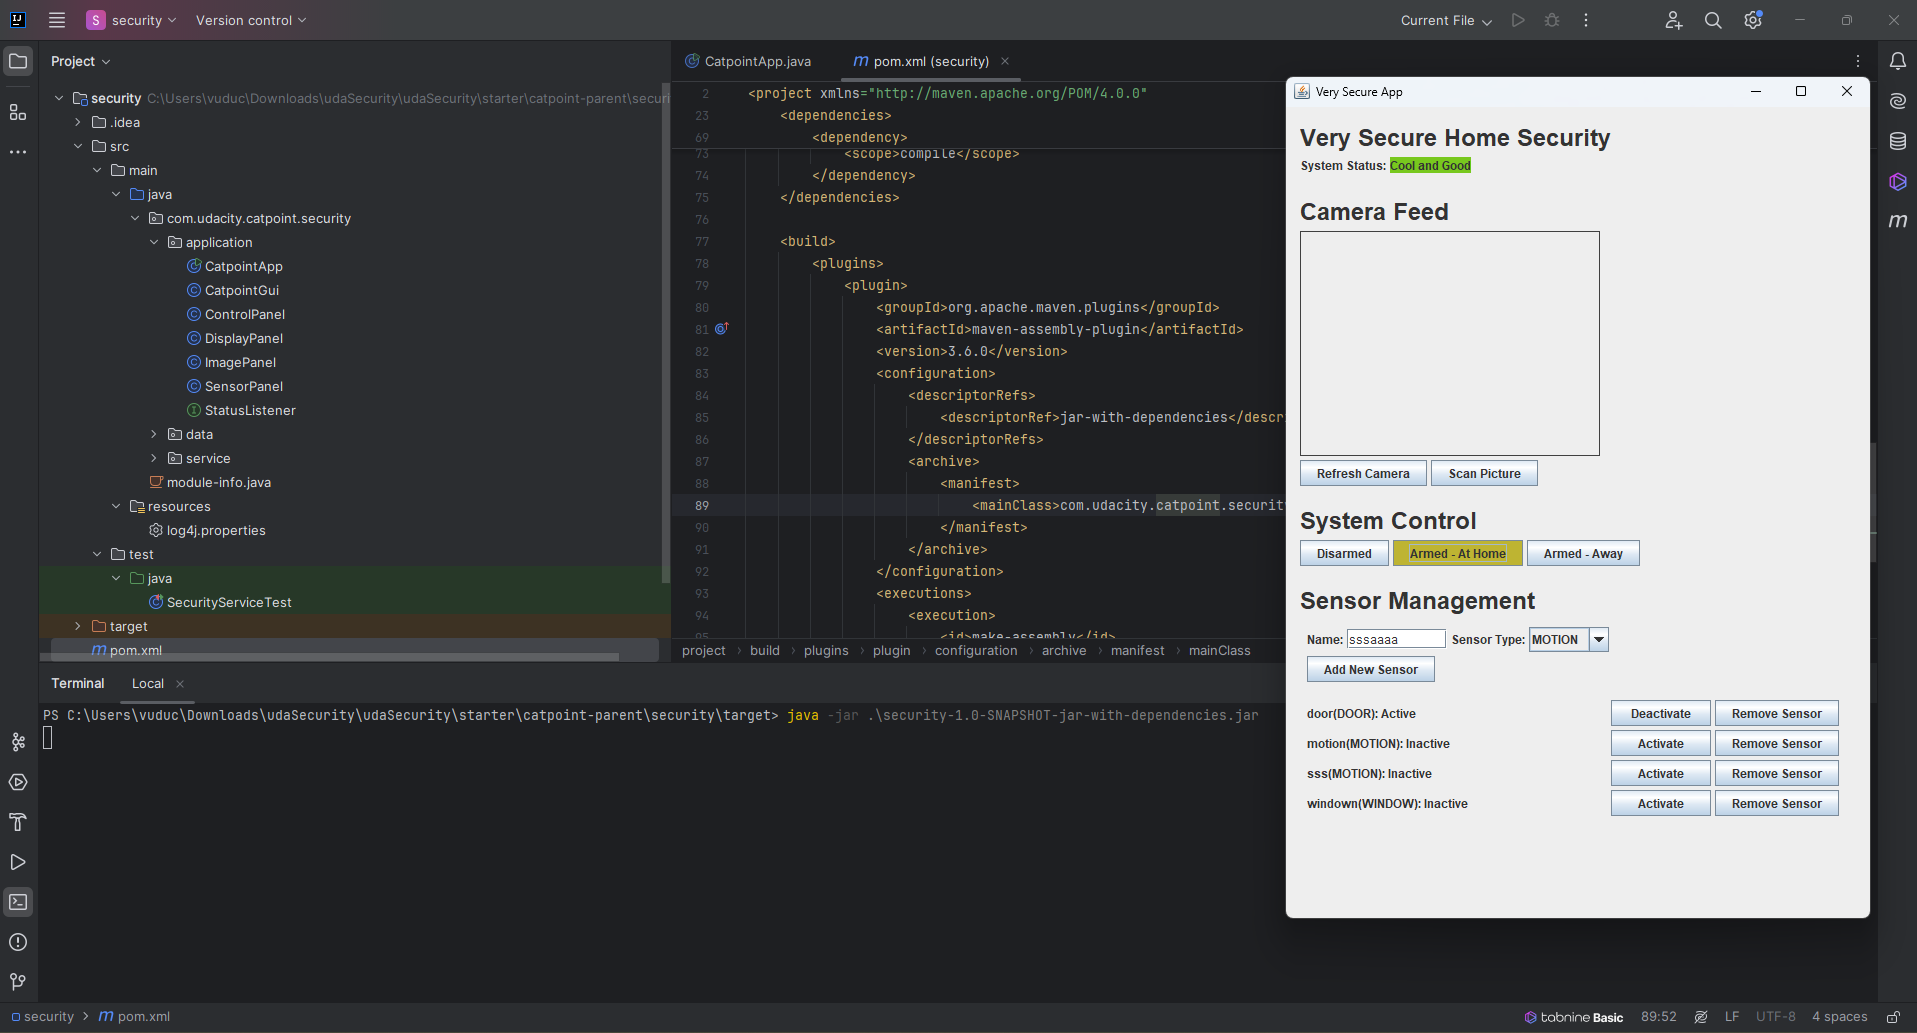 S security
Version control
Current File
Project
security C:\Users\vuduc\Downloads\udaSecurity\udaSecurity\starter\catpoint-parent\securi
.idea
src
main
java
com.udacity.catpoint.security
application
CatpointApp
CatpointGui
ControlPanel
DisplayPanel
ImagePanel
SensorPanel
StatusListener
data
service
module-info.java
resources
log4j.properties
test
java
SecurityServiceTest
target
m pom.xml
CatpointApp.java
m pom.xml (security)
2 <project xmlns="http://maven.apache.org/POM/4.0.0"
23 <dependencies>
69 <dependency>
73 <scope>compile</scope>
74 </dependency>
75 </dependencies>
76
77 <build>
78 <plugins>
79 <plugin>
80 <groupId>org.apache.maven.plugins</groupId>
81 <artifactId>maven-assembly-plugin</artifactId>
82 <version>3.6.0</version>
83 <configuration>
84 <descriptorRefs>
85 <descriptorRef>jar-with-dependencies</descri
86 </descriptorRefs>
87 <archive>
88 <manifest>
89 <mainClass>com.udacity.catpoint.securit
90 </manifest>
91 </archive>
92 </configuration>
93 <executions>
94 <execution>
95 <id>make-assembly</id>
project > build > plugins > plugin > configuration > archive > manifest > mainClass
Very Secure App
Very Secure Home Security
System Status: Cool and Good
Camera Feed
Refresh Camera
Scan Picture
System Control
Disarmed
Armed - At Home
Armed - Away
Sensor Management
Name: sssaaaa Sensor Type: MOTION
Add New Sensor
door(DOOR): Active Deactivate Remove Sensor
motion(MOTION): Inactive Activate Remove Sensor
sss(MOTION): Inactive Activate Remove Sensor
windown(WINDOW): Inactive Activate Remove Sensor
Terminal
Local
PS C:\Users\vuduc\Downloads\udaSecurity\udaSecurity\starter\catpoint-parent\security\target> java -jar .\security-1.0-SNAPSHOT-jar-with-dependencies.jar
security > m pom.xml
tabnine Basic
89:52
LF
UTF-8
4 spaces